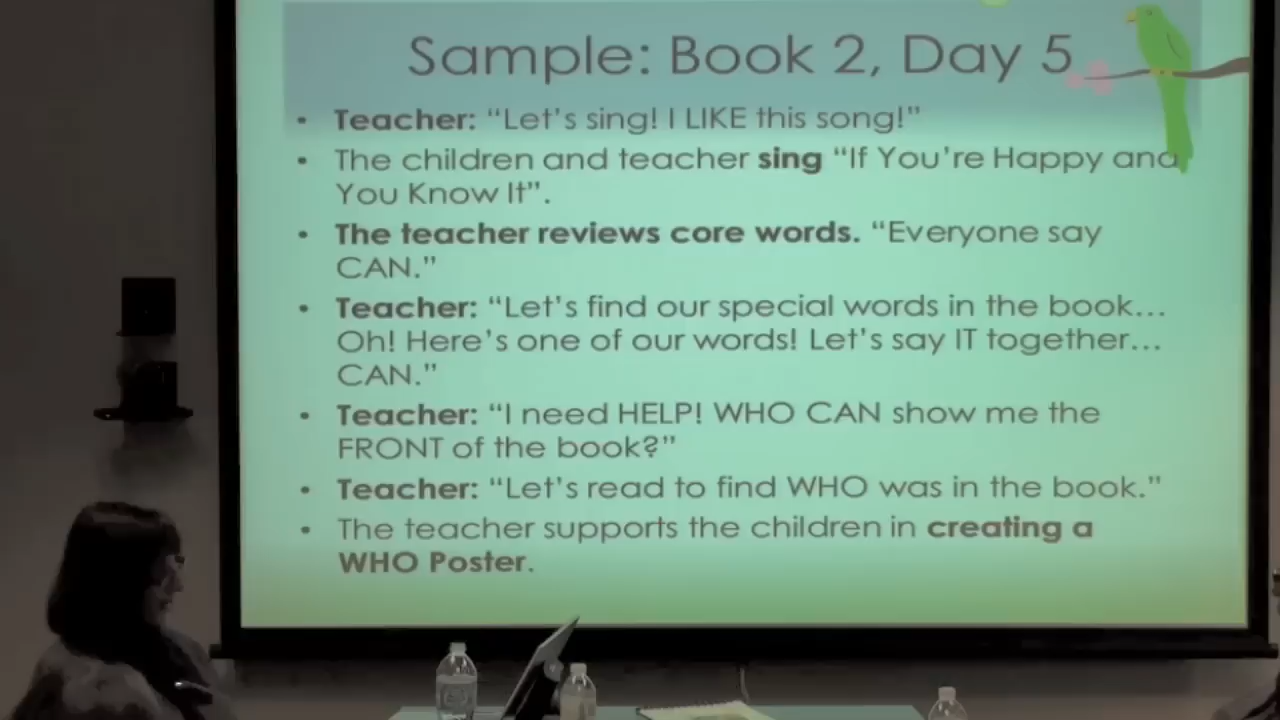 Sample: Book 2, Day 5
• Teacher: “Let’s sing! I LIKE this song!”
• The children and teacher sing “If You’re Happy and
You Know It”.
• The teacher reviews core words. “Everyone say
CAN.”
• Teacher: “Let’s find our special words in the book…
Oh! Here’s one of our words! Let’s say IT together…
CAN.”
• Teacher: “I need HELP! WHO CAN show me the
FRONT of the book?”
• Teacher: “Let’s read to find WHO was in the book.”
• The teacher supports the children in creating a
WHO Poster.